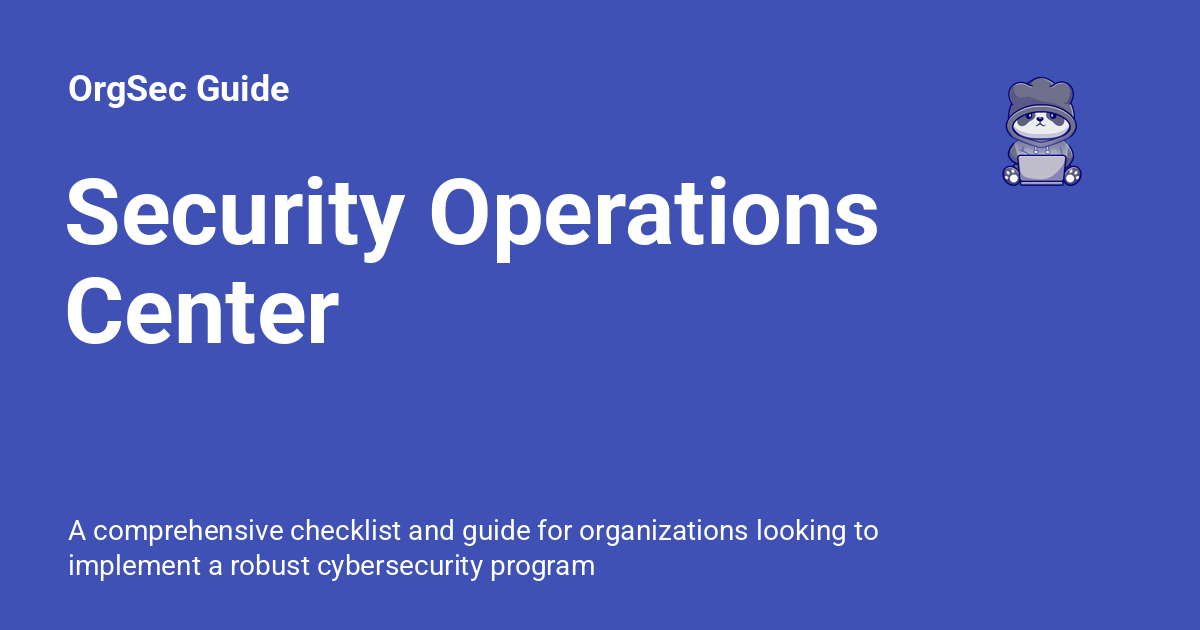 OrgSec Guide
Security Operations
Center
A comprehensive checklist and guide for organizations looking to
implement a robust cybersecurity program